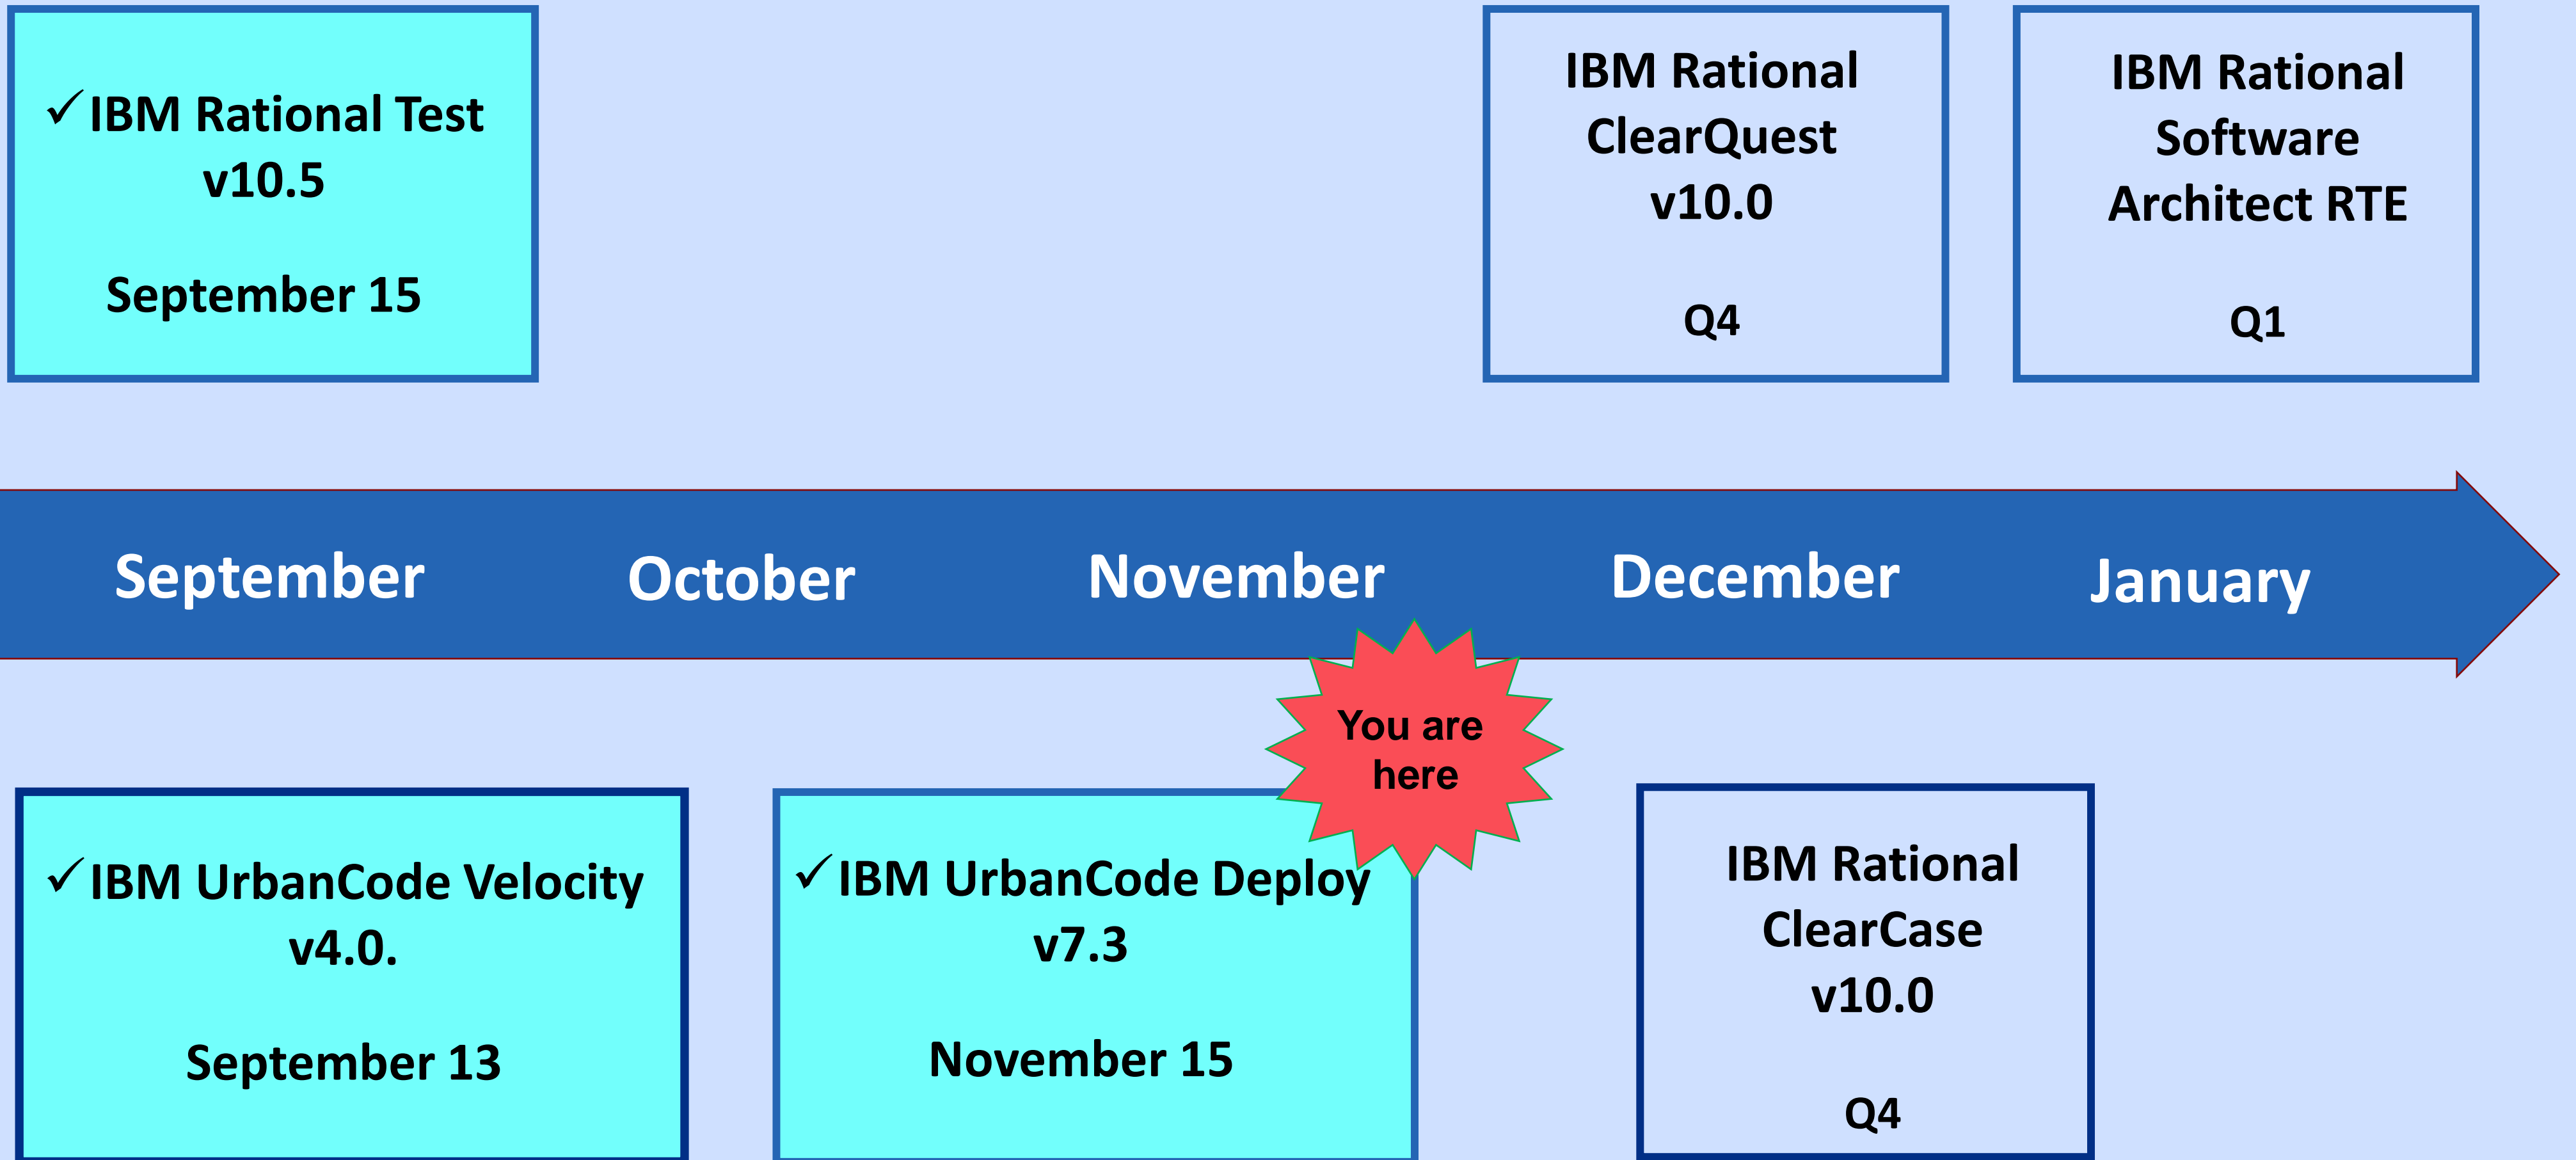 ✓IBM Rational Test
v10.5
September 15
IBM Rational
ClearQuest
v10.0
Q4
IBM Rational
Software
Architect RTE
Q1
September
October
November
December
January
You are
here
✓IBM UrbanCode Velocity
v4.0.
September 13
✓IBM UrbanCode Deploy
v7.3
November 15
IBM Rational
ClearCase
v10.0
Q4